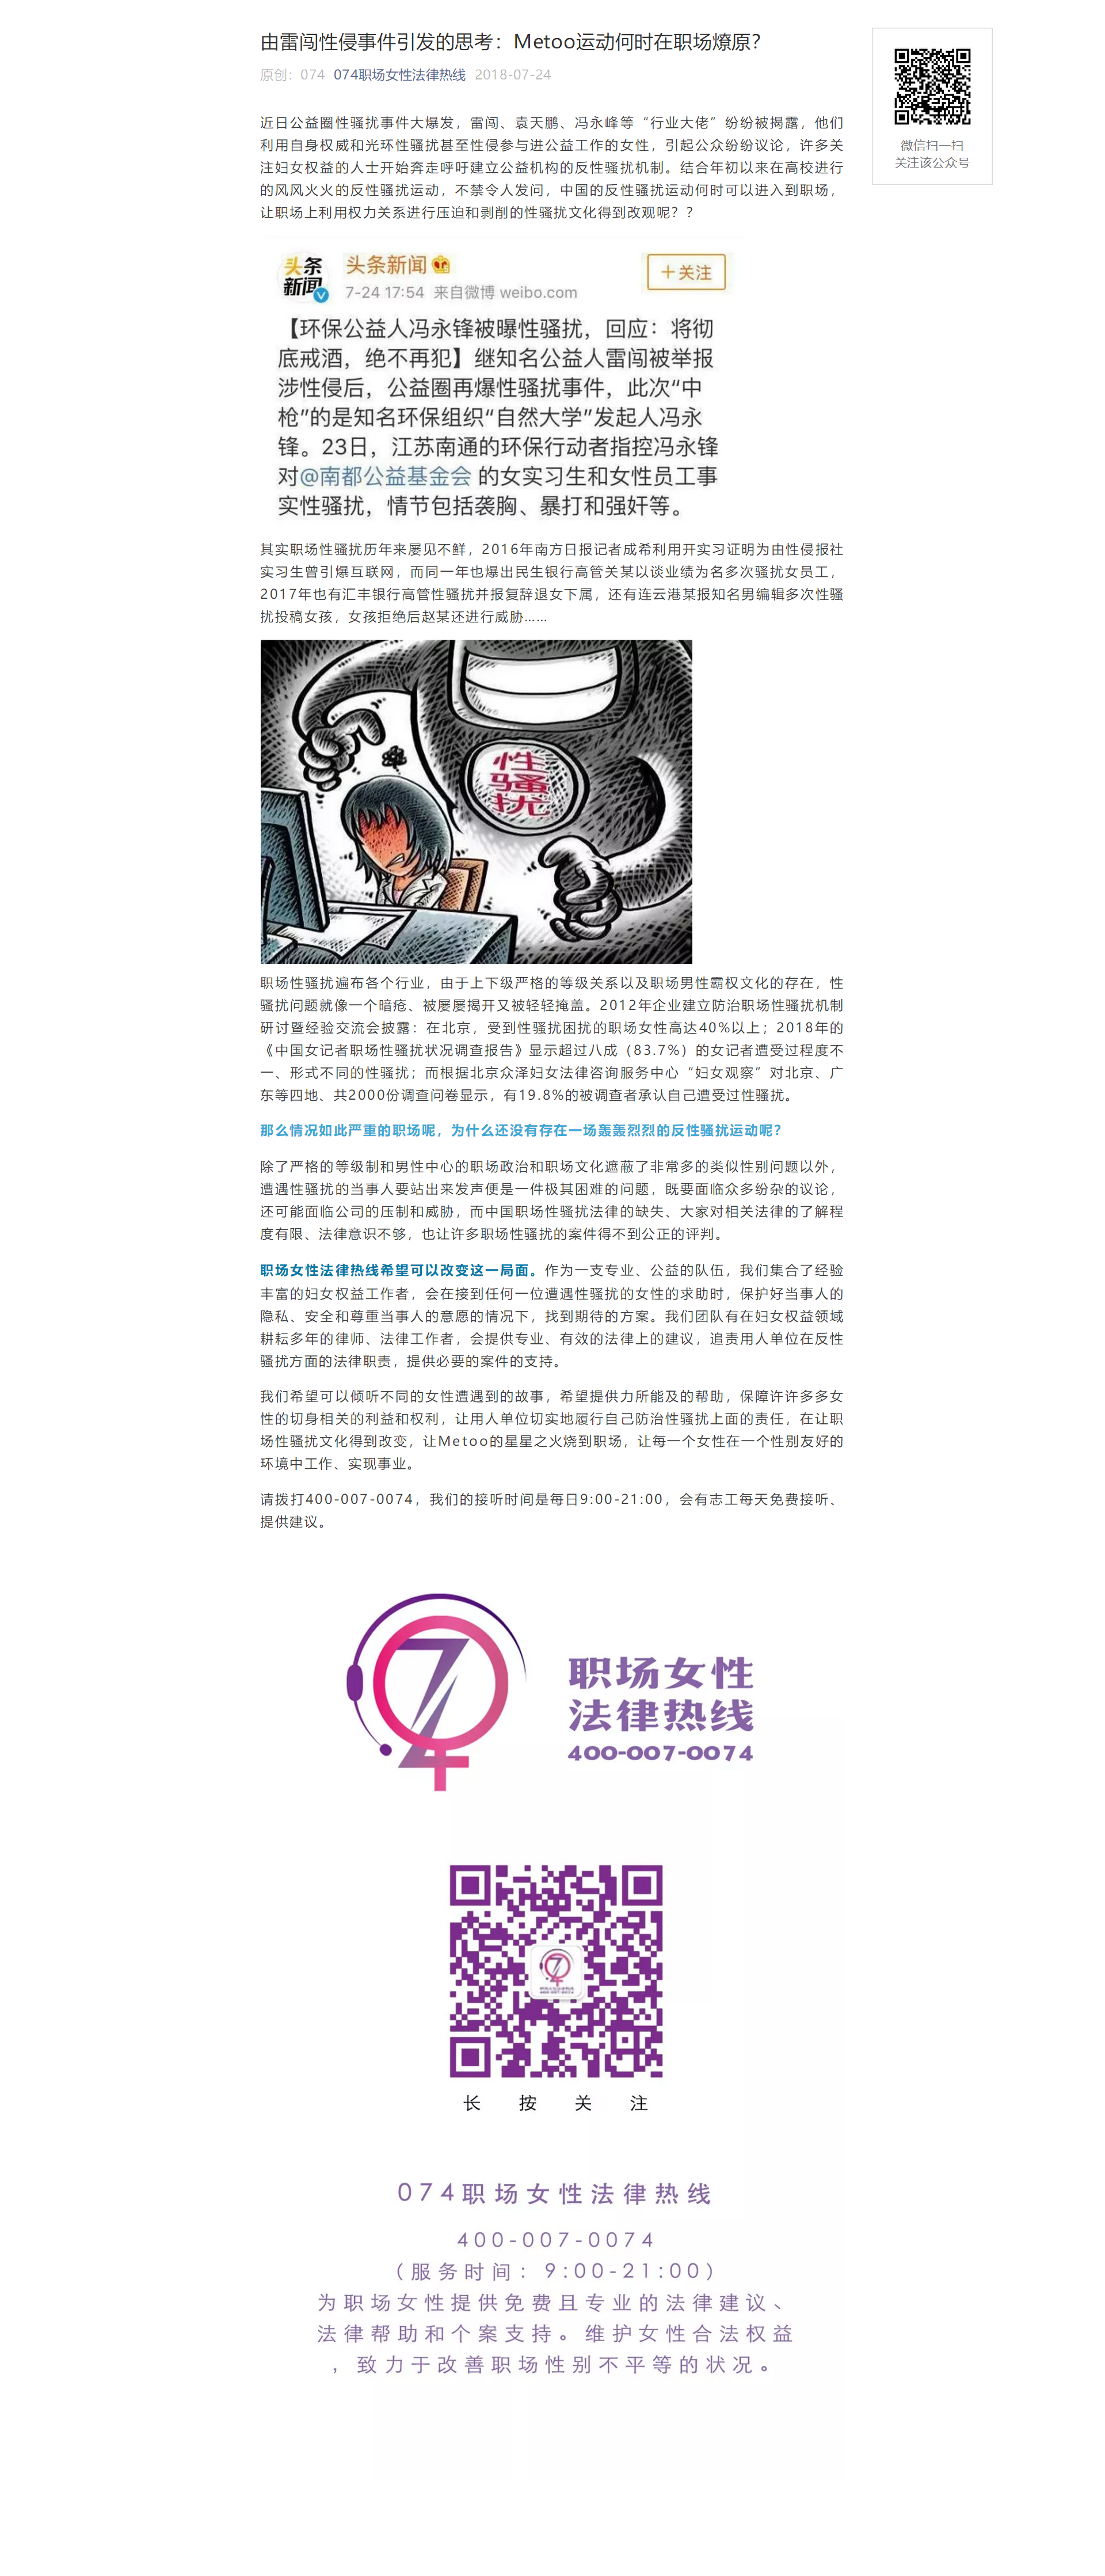 由雷闯性侵事件引发的思考：Metoo运动何时在职场燎原？
原创：074 074职场女性法律热线 2018-07-24
微信扫一扫
关注该公众号
近日公益圈性骚扰事件大爆发，雷闯、袁天鹏、冯永峰等“行业大佬”纷纷被揭露，他们
利用自身权威和光环性骚扰甚至性侵参与进公益工作的女性，引起公众纷纷议论，许多关
注妇女权益的人士开始奔走呼吁建立公益机构的反性骚扰机制。结合年初以来在高校进行
的风风火火的反性骚扰运动，不禁令人发问，中国的反性骚扰运动何时可以进入到职场，
让职场上利用权力关系进行压迫和剥削的性骚扰文化得到改观呢？？
头条
新闻
头条新闻
＋关注
7-24 17:54 来自微博 weibo.com
【环保公益人冯永锋被曝性骚扰，回应：将彻
底戒酒，绝不再犯】继知名公益人雷闯被举报
涉性侵后，公益圈再爆性骚扰事件，此次“中
枪”的是知名环保组织“自然大学”发起人冯永
锋。23日，江苏南通的环保行动者指控冯永锋
对@南都公益基金会 的女实习生和女性员工事
实性骚扰，情节包括袭胸、暴打和强奸等。
其实职场性骚扰历年来屡见不鲜，2016年南方日报记者成希利用开实习证明为由性侵报社
实习生曾引爆互联网，而同一年也爆出民生银行高管关某以谈业绩为名多次骚扰女员工，
2017年也有汇丰银行高管性骚扰并报复辞退女下属，还有连云港某报知名男编辑多次性骚
扰投稿女孩，女孩拒绝后赵某还进行威胁……
性
骚
扰
职场性骚扰遍布各个行业，由于上下级严格的等级关系以及职场男性霸权文化的存在，性
骚扰问题就像一个暗疮、被屡屡揭开又被轻轻掩盖。2012年企业建立防治职场性骚扰机制
研讨暨经验交流会披露：在北京，受到性骚扰困扰的职场女性高达40%以上；2018年的
《中国女记者职场性骚扰状况调查报告》显示超过八成（83.7%）的女记者遭受过程度不
一、形式不同的性骚扰；而根据北京众泽妇女法律咨询服务中心“妇女观察”对北京、广
东等四地、共2000份调查问卷显示，有19.8%的被调查者承认自己遭受过性骚扰。
那么情况如此严重的职场呢，为什么还没有存在一场轰轰烈烈的反性骚扰运动呢？
除了严格的等级制和男性中心的职场政治和职场文化遮蔽了非常多的类似性别问题以外，
遭遇性骚扰的当事人要站出来发声便是一件极其困难的问题，既要面临众多纷杂的议论，
还可能面临公司的压制和威胁，而中国职场性骚扰法律的缺失、大家对相关法律的了解程
度有限、法律意识不够，也让许多职场性骚扰的案件得不到公正的评判。
职场女性法律热线希望可以改变这一局面。作为一支专业、公益的队伍，我们集合了经验
丰富的妇女权益工作者，会在接到任何一位遭遇性骚扰的女性的求助时，保护好当事人的
隐私、安全和尊重当事人的意愿的情况下，找到期待的方案。我们团队有在妇女权益领域
耕耘多年的律师、法律工作者，会提供专业、有效的法律上的建议，追责用人单位在反性
骚扰方面的法律职责，提供必要的案件的支持。
我们希望可以倾听不同的女性遭遇到的故事，希望提供力所能及的帮助，保障许许多多女
性的切身相关的利益和权利，让用人单位切实地履行自己防治性骚扰上面的责任，在让职
场性骚扰文化得到改变，让Metoo的星星之火烧到职场，让每一个女性在一个性别友好的
环境中工作、实现事业。
请拨打400-007-0074，我们的接听时间是每日9:00-21:00，会有志工每天免费接听、
提供建议。
职场女性
法律热线
400-007-0074
长按关注
074职场女性法律热线
400-007-0074
（服务时间：9:00-21:00）
为职场女性提供免费且专业的法律建议、
法律帮助和个案支持。维护女性合法权益
，致力于改善职场性别不平等的状况。